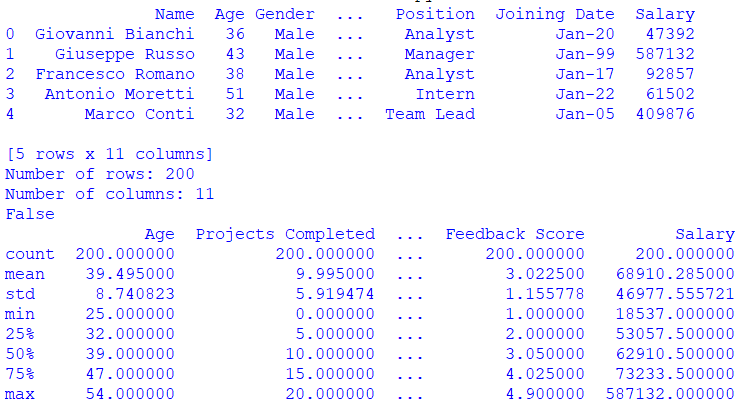 Name Age Gender ... Position Joining Date Salary
0 Giovanni Bianchi 36 Male ... Analyst Jan-20 47392
1 Giuseppe Russo 43 Male ... Manager Jan-99 587132
2 Francesco Romano 38 Male ... Analyst Jan-17 92857
3 Antonio Moretti 51 Male ... Intern Jan-22 61502
4 Marco Conti 32 Male ... Team Lead Jan-05 409876
[5 rows x 11 columns]
Number of rows: 200
Number of columns: 11
False
Age Projects Completed ... Feedback Score Salary
count 200.000000 200.000000 ... 200.000000 200.000000
mean 39.495000 9.995000 ... 3.022500 68910.285000
std 8.740823 5.919474 ... 1.155778 46977.555721
min 25.000000 0.000000 ... 1.000000 18537.000000
25% 32.000000 5.000000 ... 2.000000 53057.500000
50% 39.000000 10.000000 ... 3.050000 62910.500000
75% 47.000000 15.000000 ... 4.025000 73233.500000
max 54.000000 20.000000 ... 4.900000 587132.000000